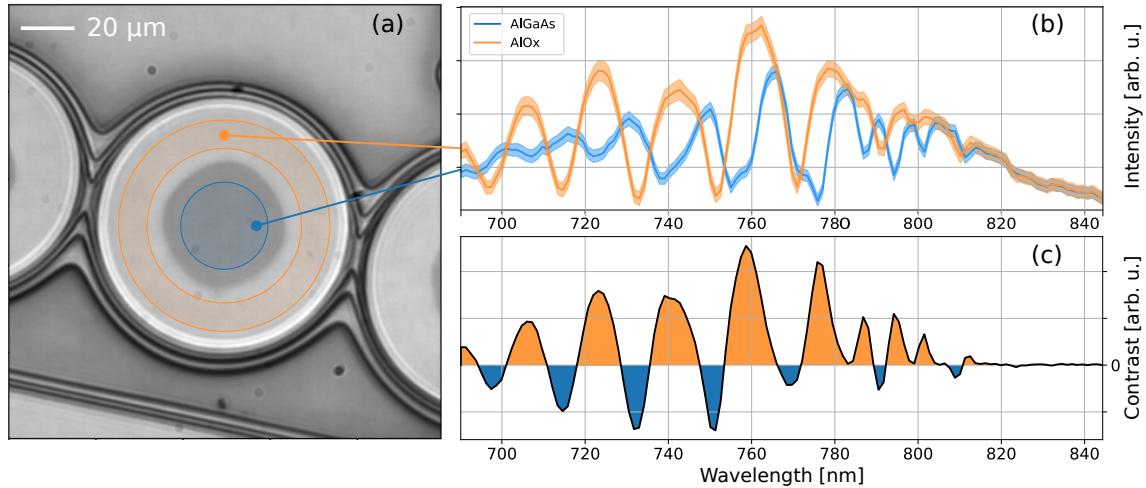 20 μm
(a)
AlGaAs
AlOx
(b)
Intensity [arb. u.]
700 720 740 760 780 800 820 840
(c)
0
Contrast [arb. u.]
700 720 740 760 780 800 820 840
Wavelength [nm]